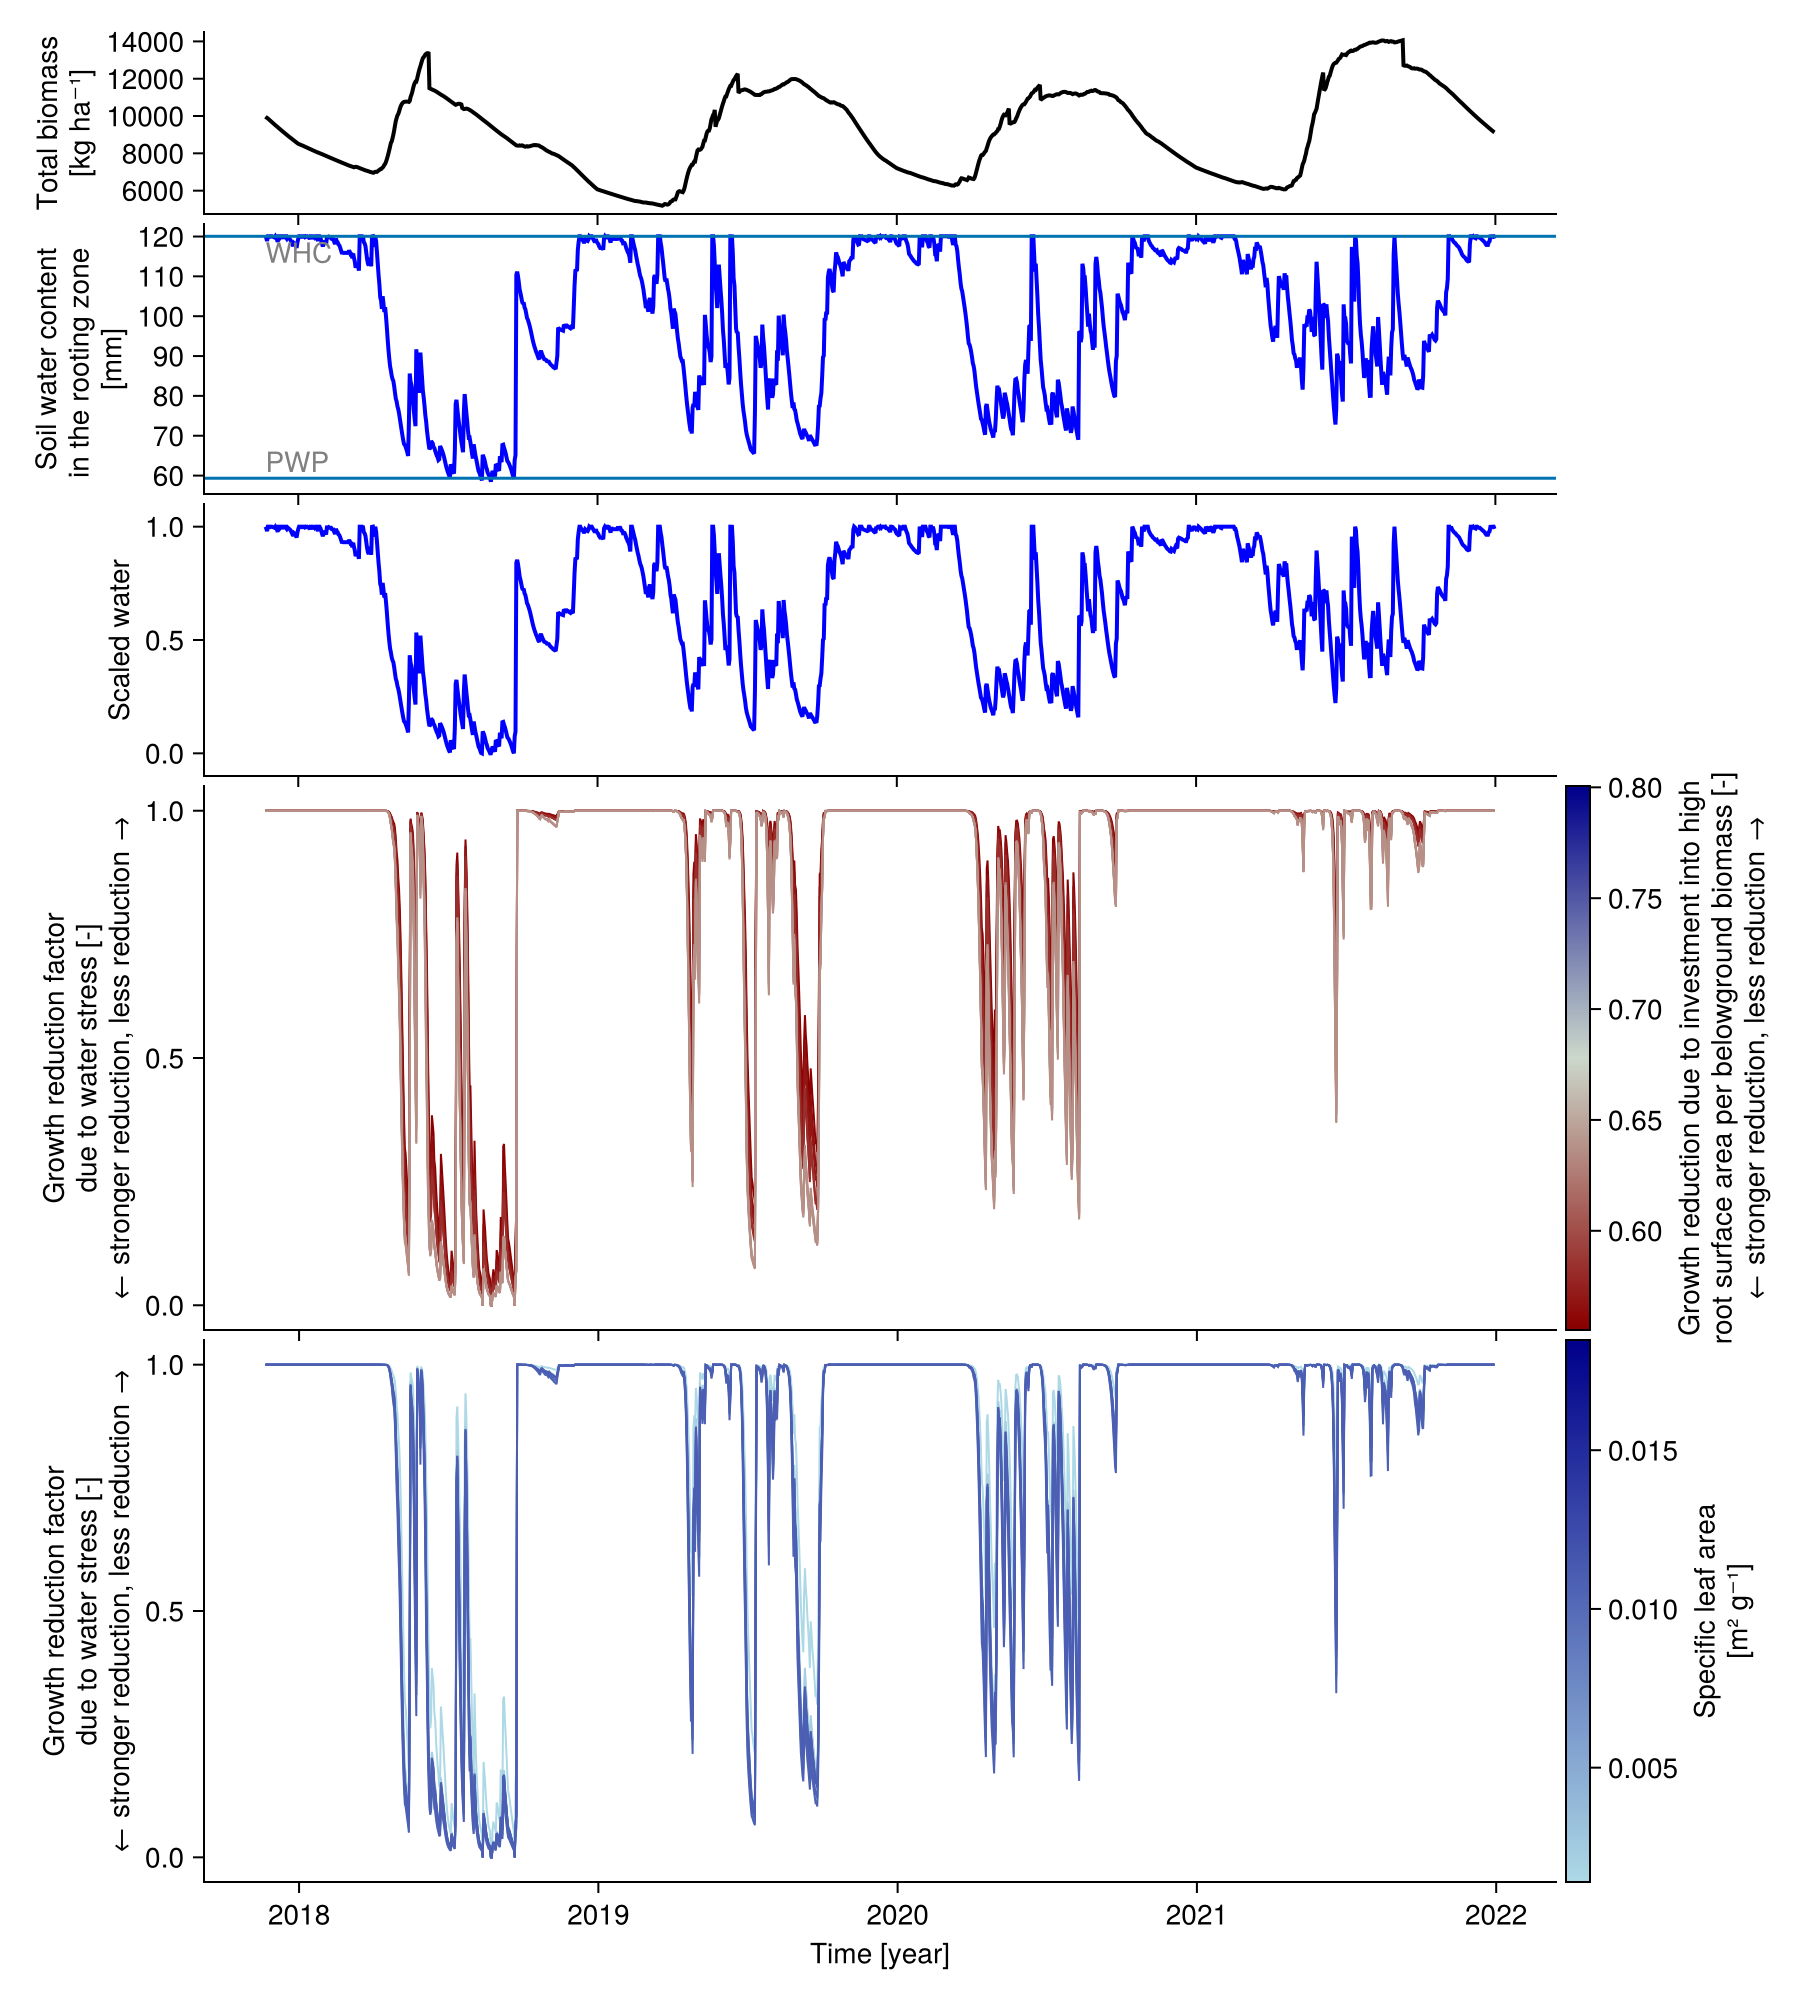 Total biomass
[kg ha⁻¹]
14000
12000
10000
8000
6000
Soil water content
in the rooting zone
[mm]
120
110
100
90
80
70
60
WHC
PWP
Scaled water
1.0
0.5
0.0
Growth reduction factor
due to water stress [-]
← stronger reduction, less reduction →
1.0
0.5
0.0
0.80
0.75
0.70
0.65
0.60
Growth reduction due to investment into high
root surface area per belowground biomass [-]
← stronger reduction, less reduction →
Growth reduction factor
due to water stress [-]
← stronger reduction, less reduction →
1.0
0.5
0.0
0.015
0.010
0.005
Specific leaf area
[m² g⁻¹]
2018
2019
2020
2021
2022
Time [year]